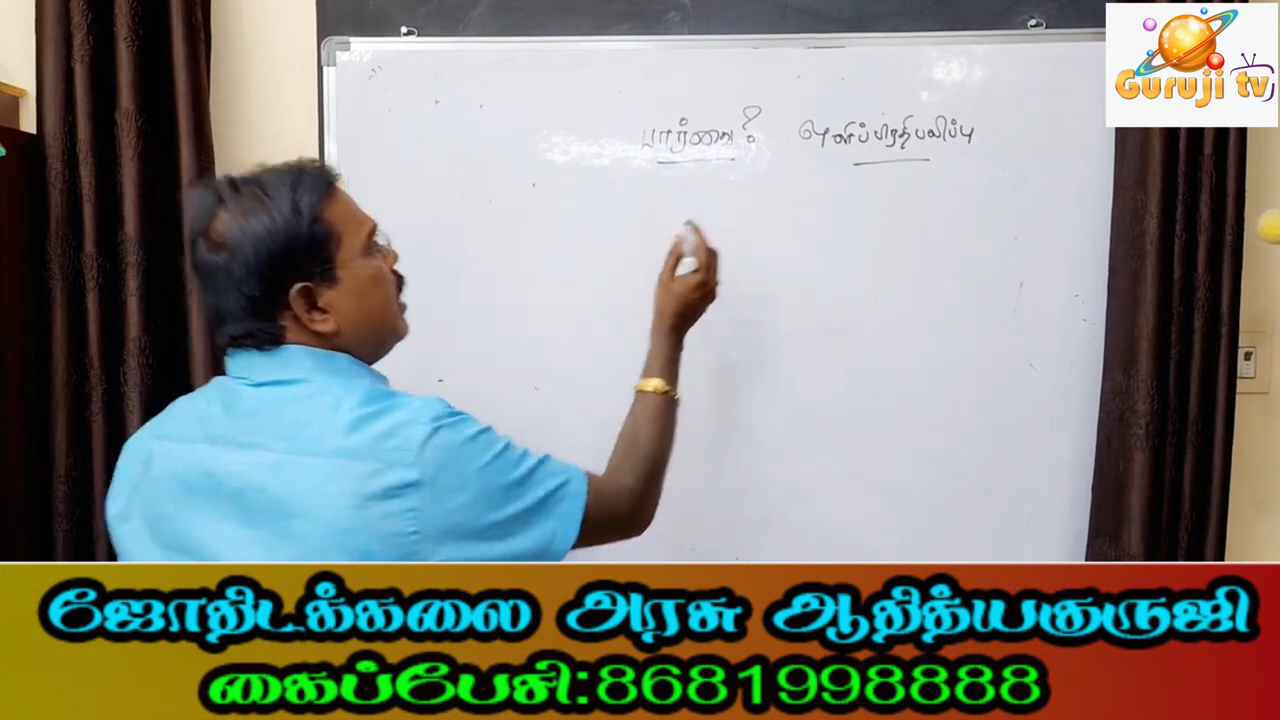 Guruji tv
பார்வை? ஒளிப்பிரதிபலிப்பு
ஜோதிடக்கலை அரசு ஆதித்யகுருஜி
கைப்பேசி:8681998888